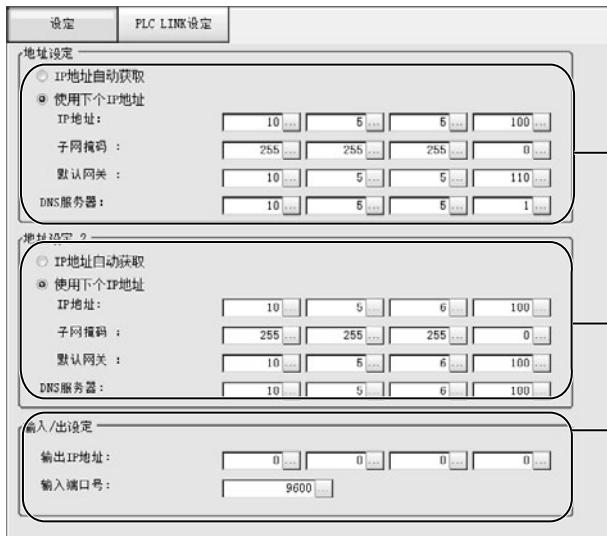 设定 PLC LINK设定
地址设定
IP地址自动获取
使用下个IP地址
IP地址: 10 ... 5 ... 5 ... 100 ...
子网掩码 : 255 ... 255 ... 255 ... 0 ...
默认网关 : 10 ... 5 ... 5 ... 110 ...
DNS服务器: 10 ... 5 ... 5 ... 1 ...
地址设定 2
IP地址自动获取
使用下个IP地址
IP地址: 10 ... 5 ... 6 ... 100 ...
子网掩码 : 255 ... 255 ... 255 ... 0 ...
默认网关 : 10 ... 5 ... 6 ... 100 ...
DNS服务器: 10 ... 5 ... 6 ... 100 ...
输入/出设定
输出IP地址: 0 ... 0 ... 0 ... 0 ...
输入端口号: 9600 ...